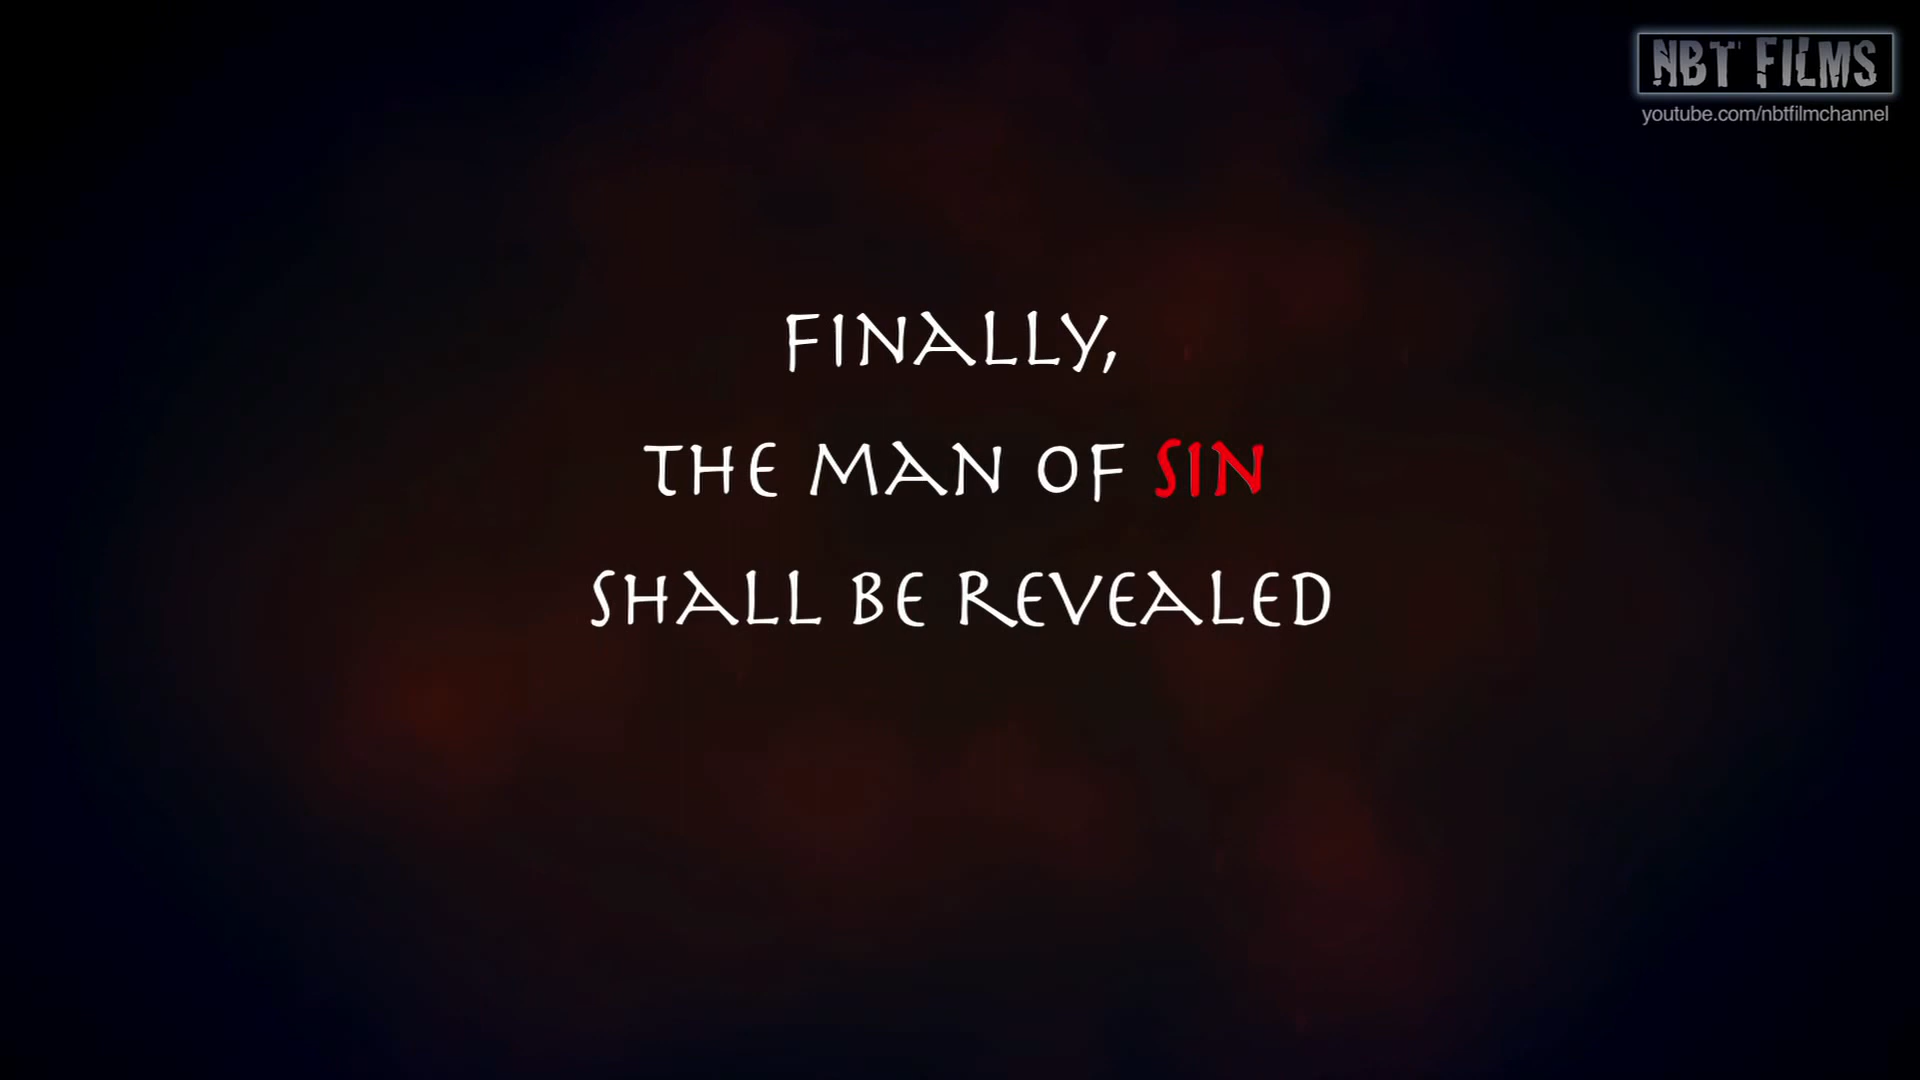 NBT FILMS
youtube.com/nbtfilmchannel
FINALLY,
THE MAN OF SIN
SHALL BE REVEALED